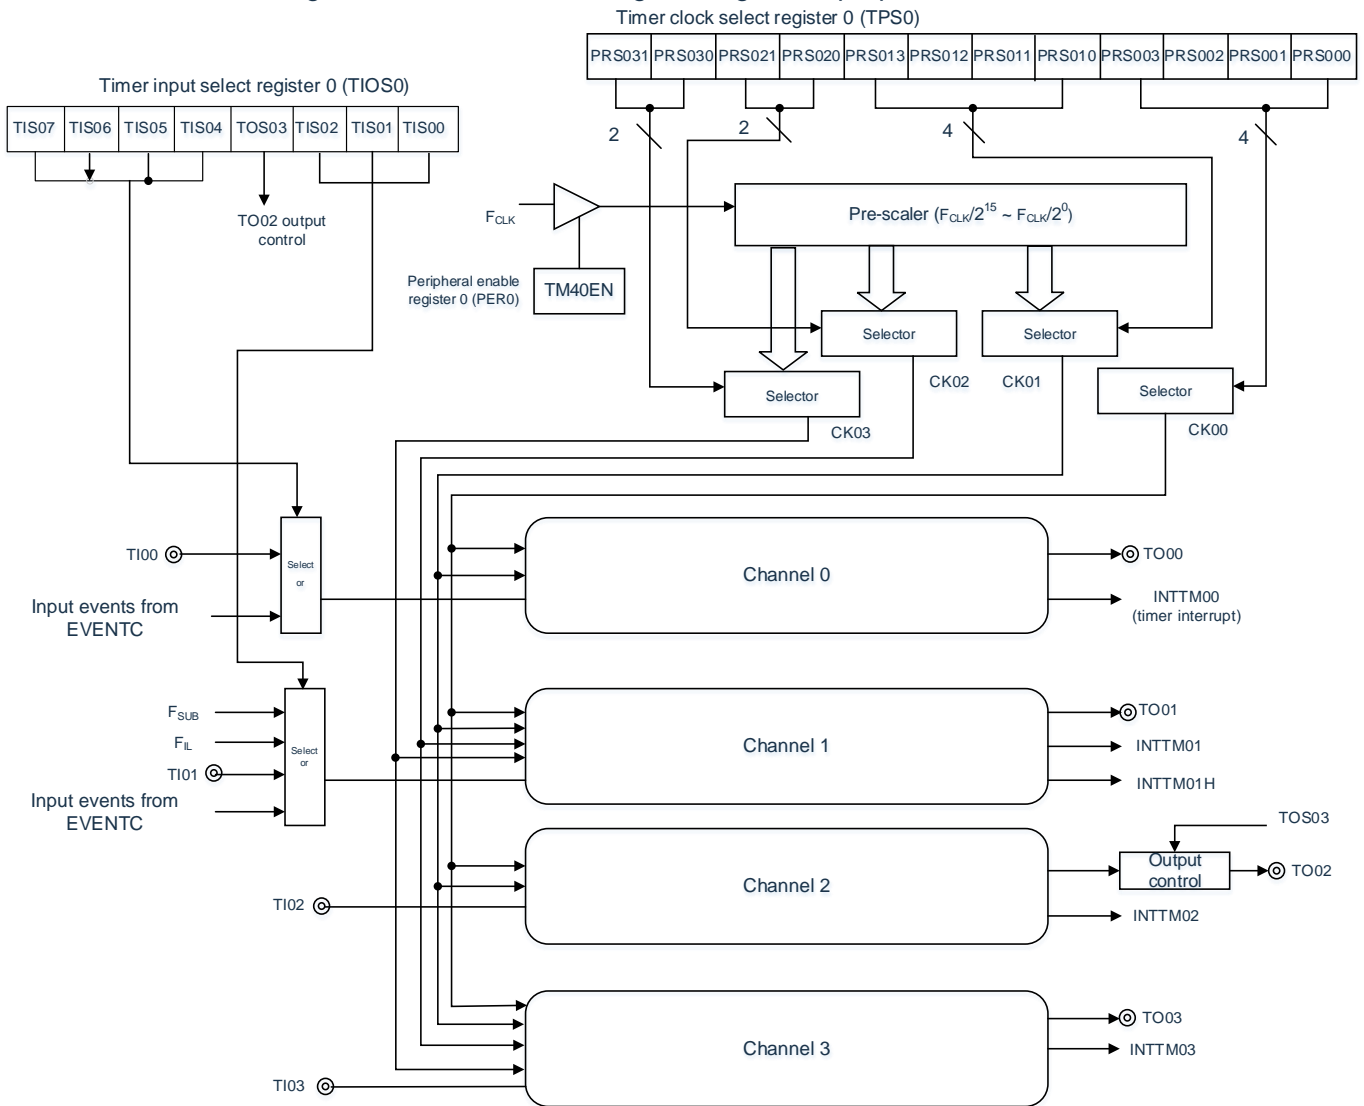 Timer clock select register 0 (TPS0)
PRS031 PRS030 PRS021 PRS020 PRS013 PRS012 PRS011 PRS010 PRS003 PRS002 PRS001 PRS000
Timer input select register 0 (TIOS0)
TIS07 TIS06 TIS05 TIS04 TOS03 TIS02 TIS01 TIS00
2
2
4
4
TO02 output
control
FCLK
Pre-scaler (FCLK/2^15 ~ FCLK/2^0)
Peripheral enable
register 0 (PER0)
TM40EN
Selector
Selector
CK02
CK01
Selector
Selector
CK03
CK00
TI00
Select
or
Input events from
EVENTC
Channel 0
TO00
INTTM00
(timer interrupt)
FSUB
FIL
TI01
Select
or
Input events from
EVENTC
Channel 1
TO01
INTTM01
INTTM01H
TOS03
Channel 2
Output
control
TO02
TI02
INTTM02
Channel 3
TO03
INTTM03
TI03